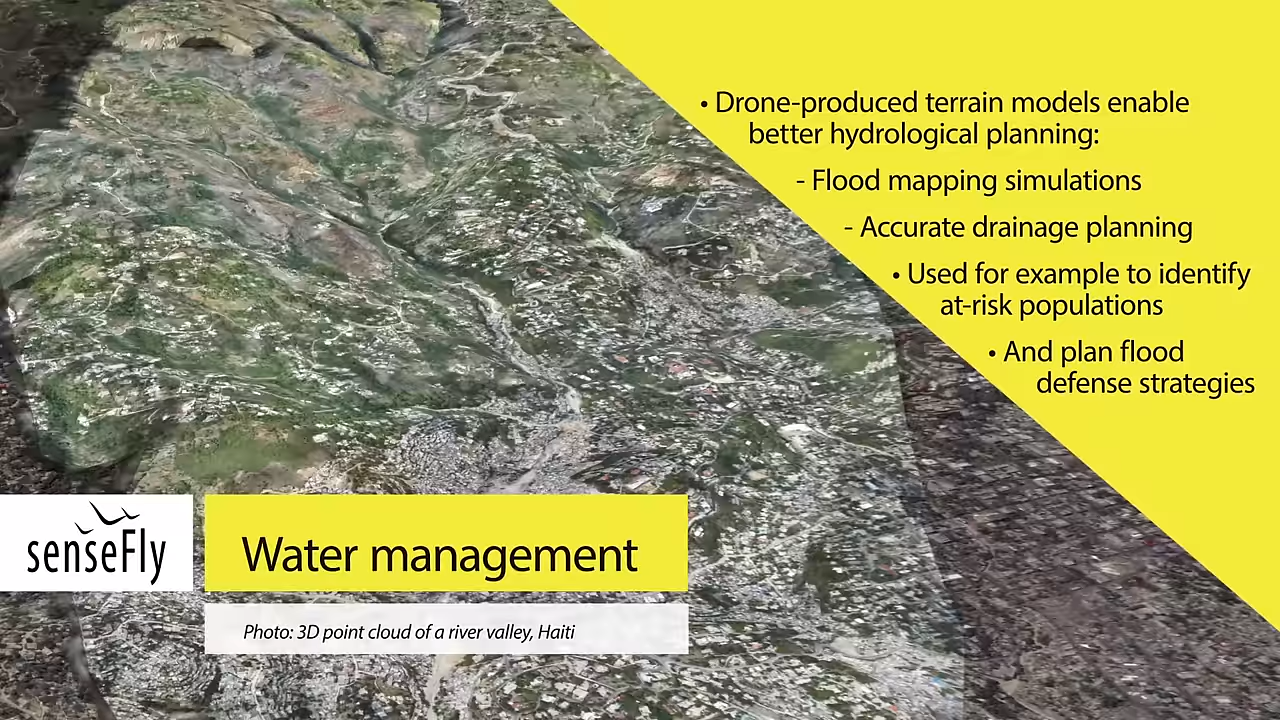 • Drone-produced terrain models enable
better hydrological planning:
- Flood mapping simulations
- Accurate drainage planning
• Used for example to identify
at-risk populations
• And plan flood
defense strategies
senseFly
Water management
Photo: 3D point cloud of a river valley, Haiti